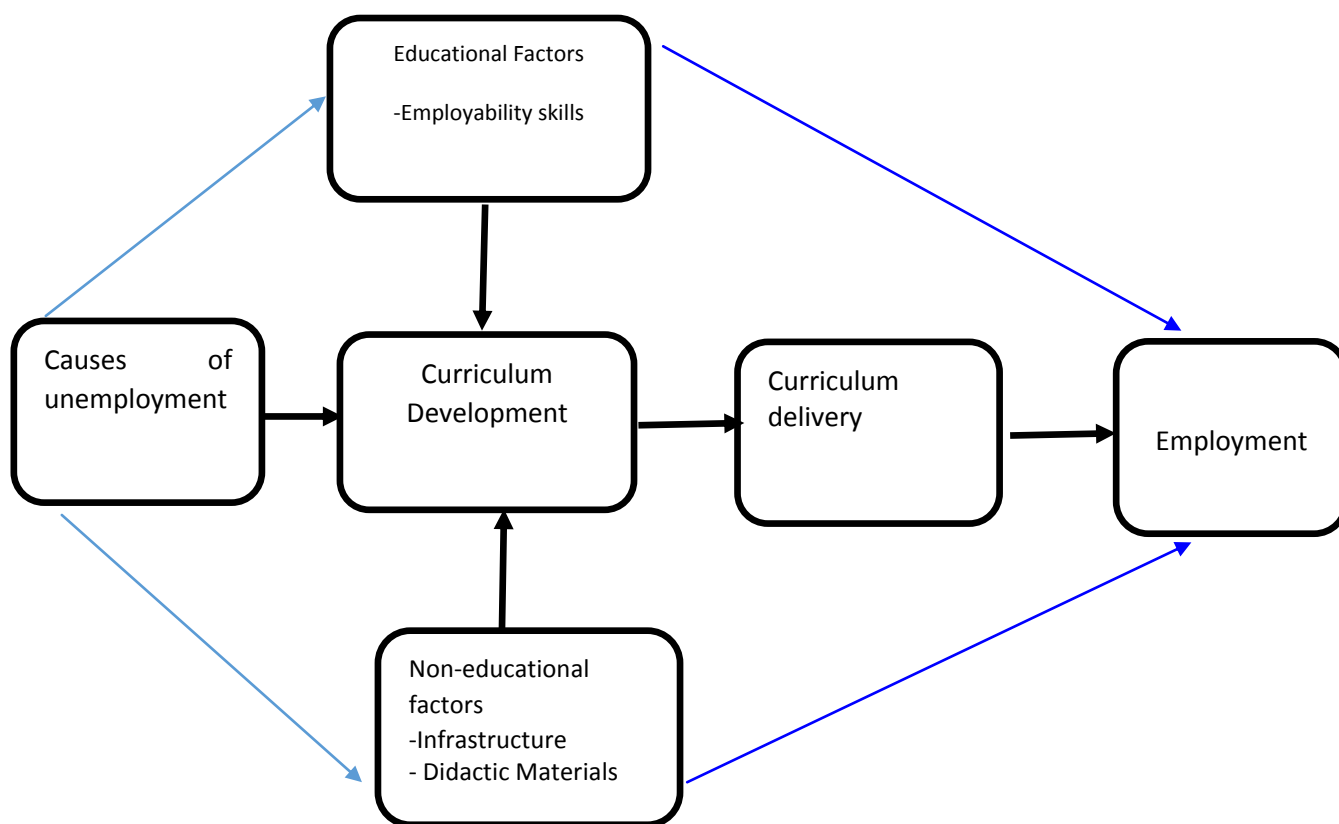 Educational Factors
-Employability skills
Causes of
unemployment
Curriculum
Development
Curriculum
delivery
Employment
Non-educational
factors
-Infrastructure
- Didactic Materials